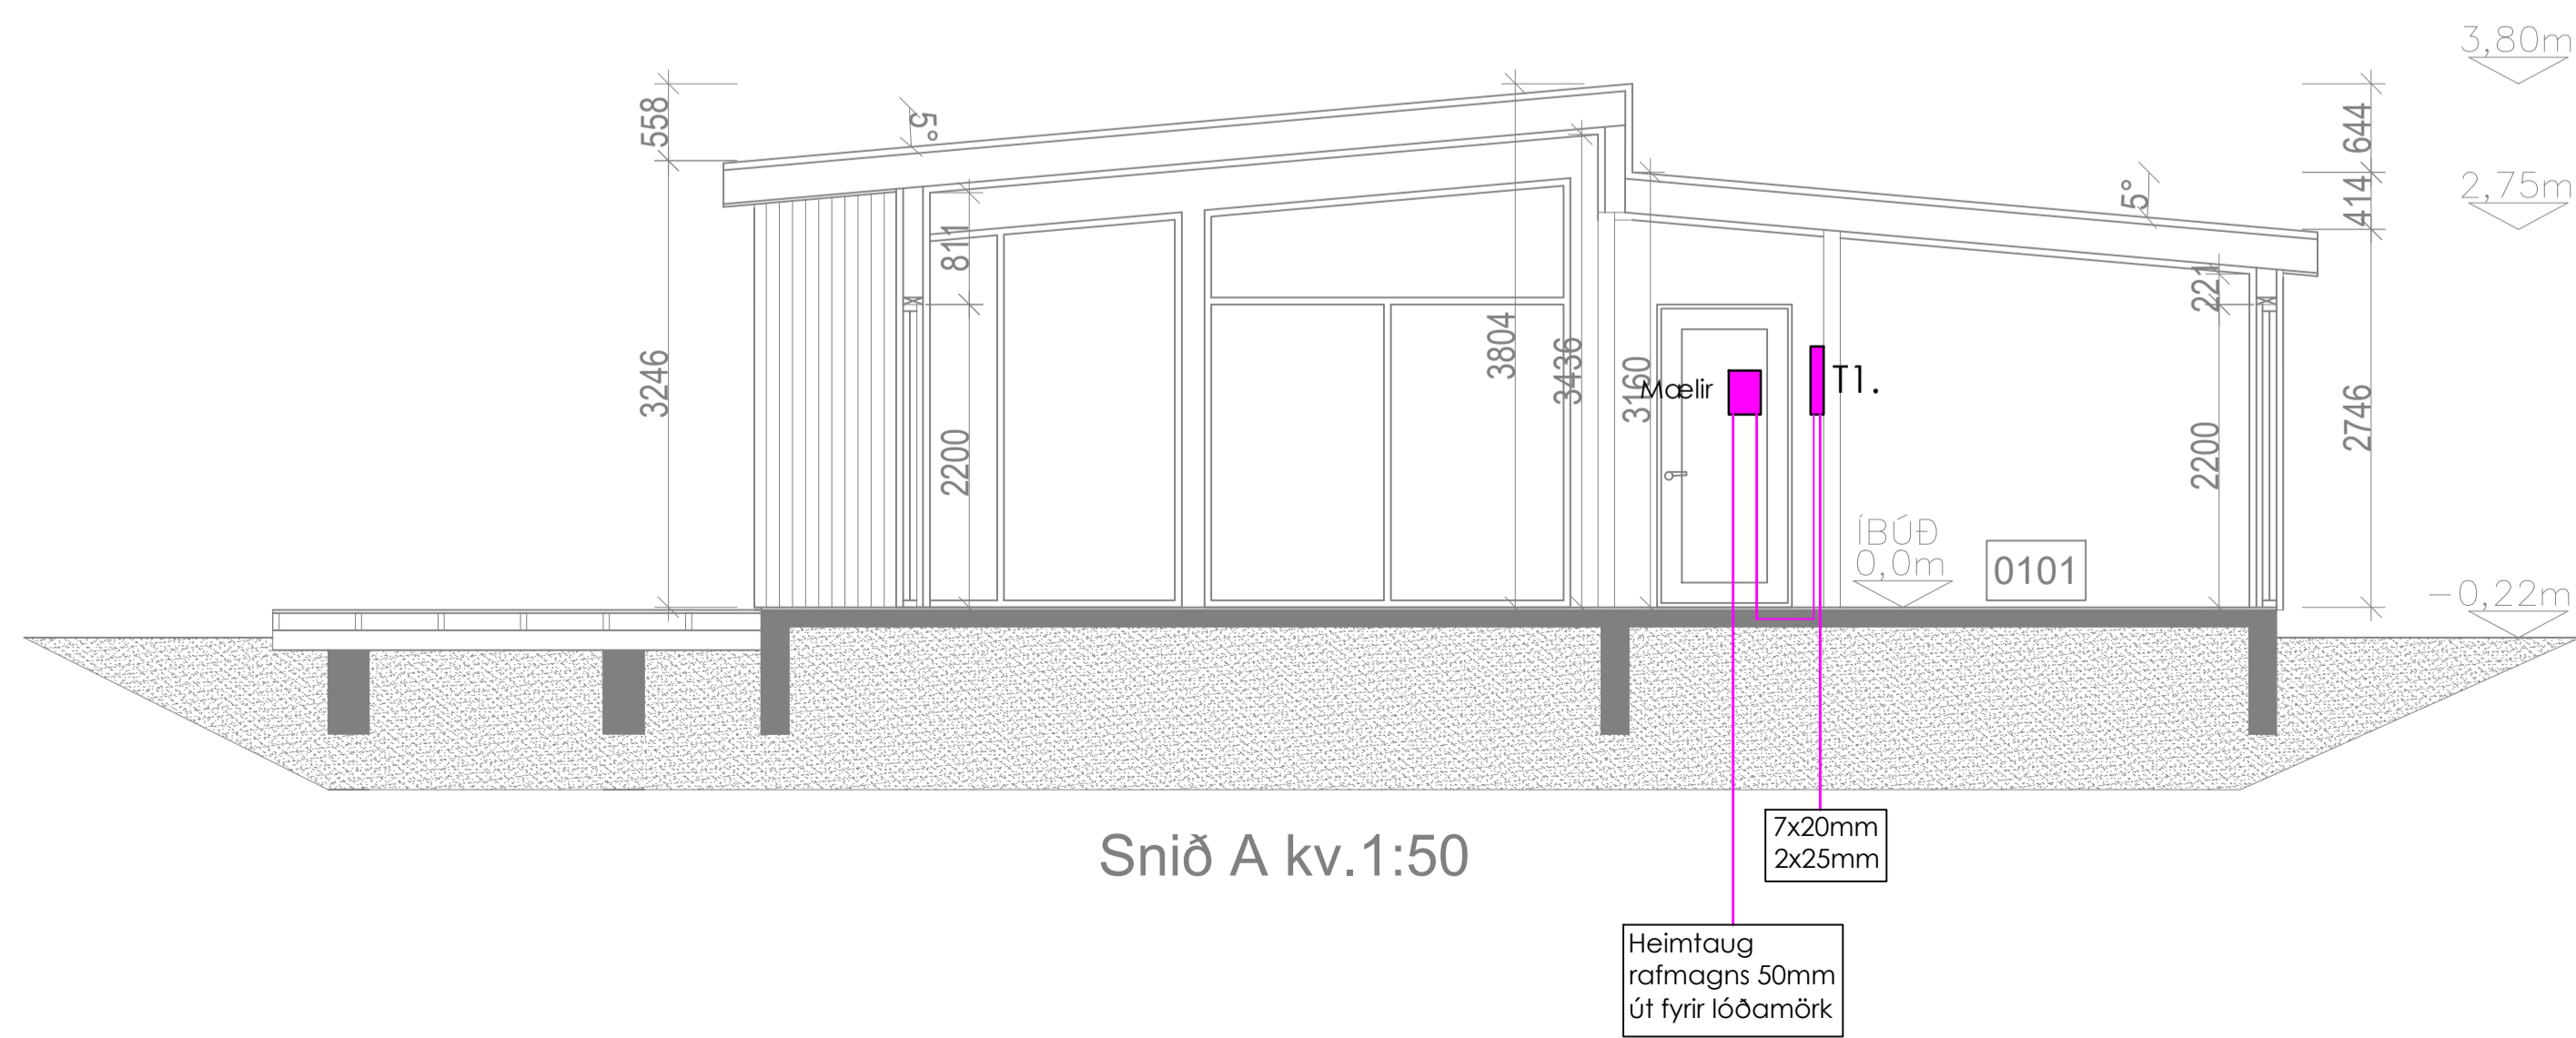 3,80m
558
5°
644
2,75m
414
5°
811
221
3246
3804
3436
3160
Mælir
T1.
2746
2200
2200
ÍBÚÐ
0,0m
0101
-0,22m
Snið A kv.1:50
7x20mm
2x25mm
Heimtaug
rafmagns 50mm
út fyrir lóðamörk